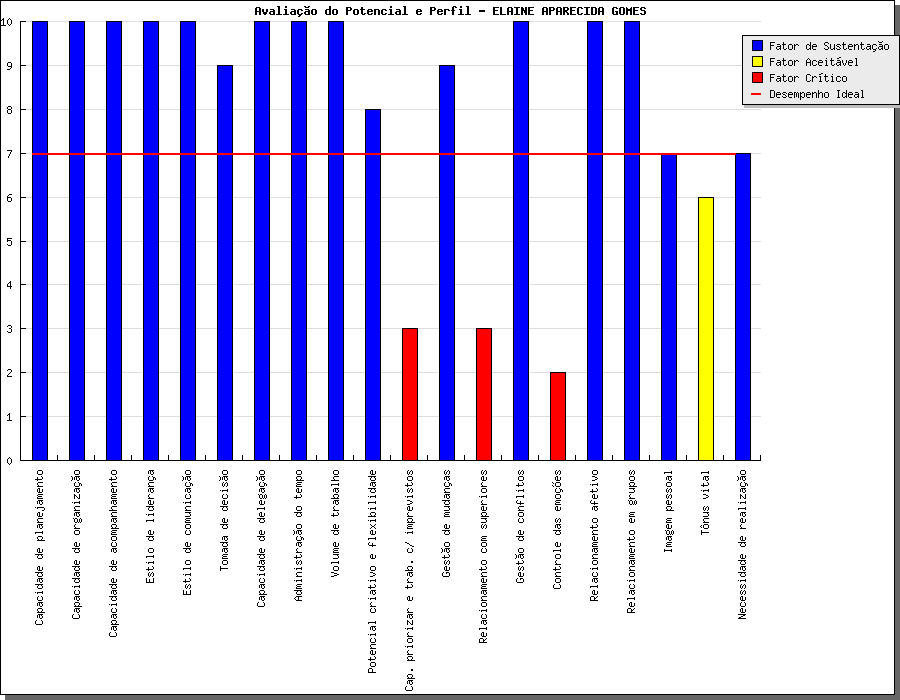 Avaliação do Potencial e Perfil - ELAINE APARECIDA GOMES
Fator de Sustentação
Fator Aceitável
Fator Crítico
Desempenho Ideal
10
9
8
7
6
5
4
3
2
1
0
Capacidade de planejamento
Capacidade de organização
Capacidade de acompanhamento
Estilo de liderança
Estilo de comunicação
Tomada de decisão
Capacidade de delegação
Administração do tempo
Volume de trabalho
Potencial criativo e flexibilidade
Cap. priorizar e trab. c/ imprevistos
Gestão de mudanças
Relacionamento com superiores
Gestão de conflitos
Controle das emoções
Relacionamento afetivo
Relacionamento em grupos
Imagem pessoal
Tônus vital
Necessidade de realização